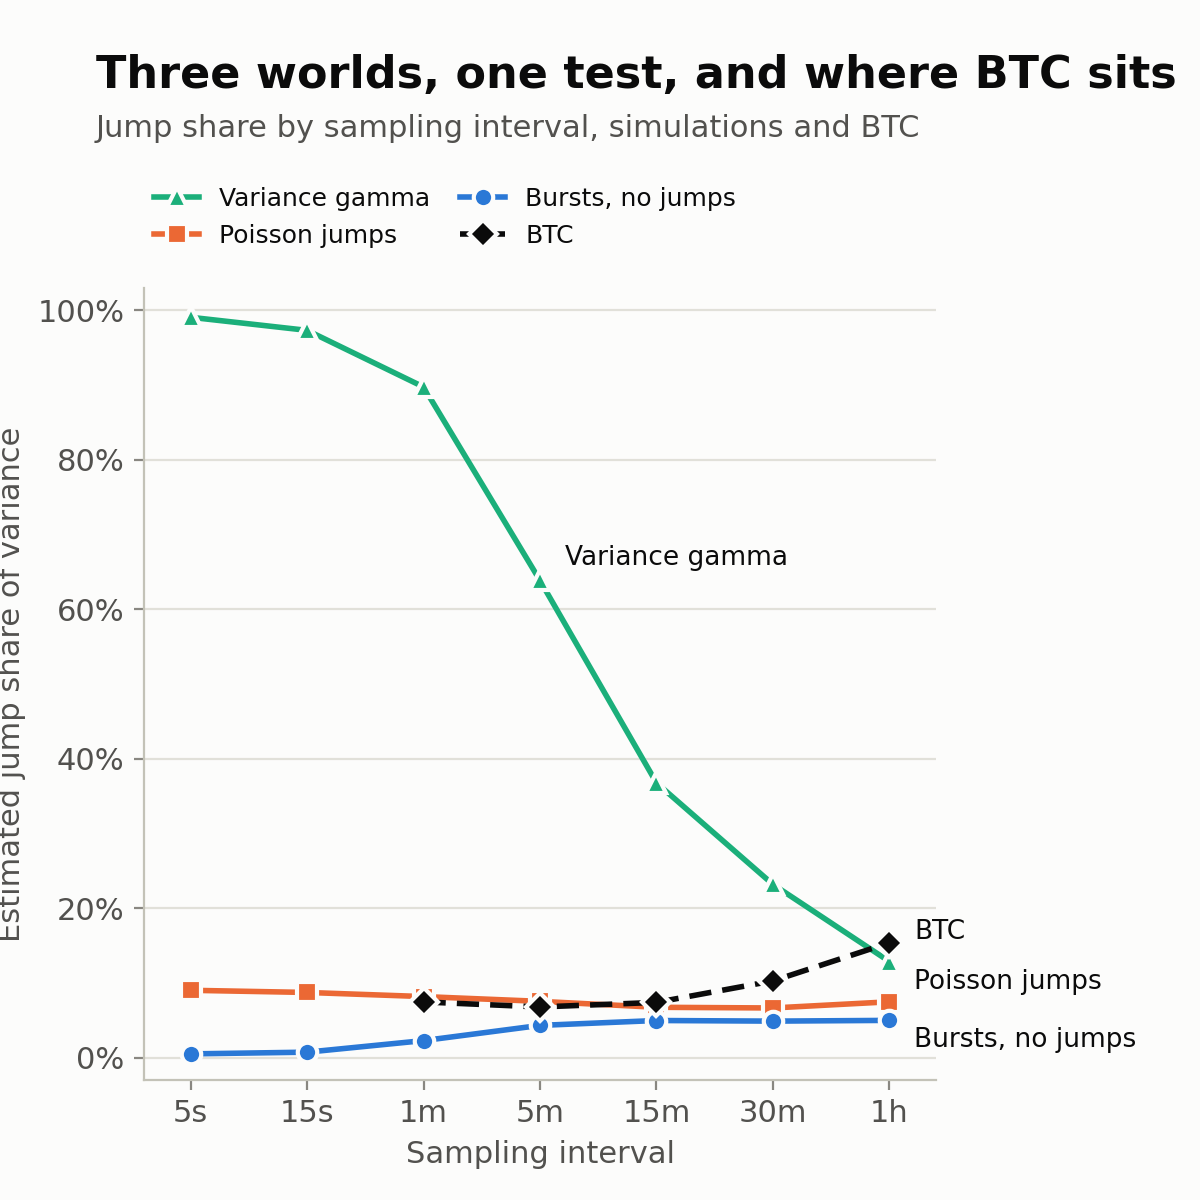 Three worlds, one test, and where BTC sits
Jump share by sampling interval, simulations and BTC
Variance gamma
Bursts, no jumps
Poisson jumps
BTC
100%
80%
60%
40%
20%
0%
Estimated jump share of variance
Variance gamma
BTC
Poisson jumps
Bursts, no jumps
5s 15s 1m 5m 15m 30m 1h
Sampling interval